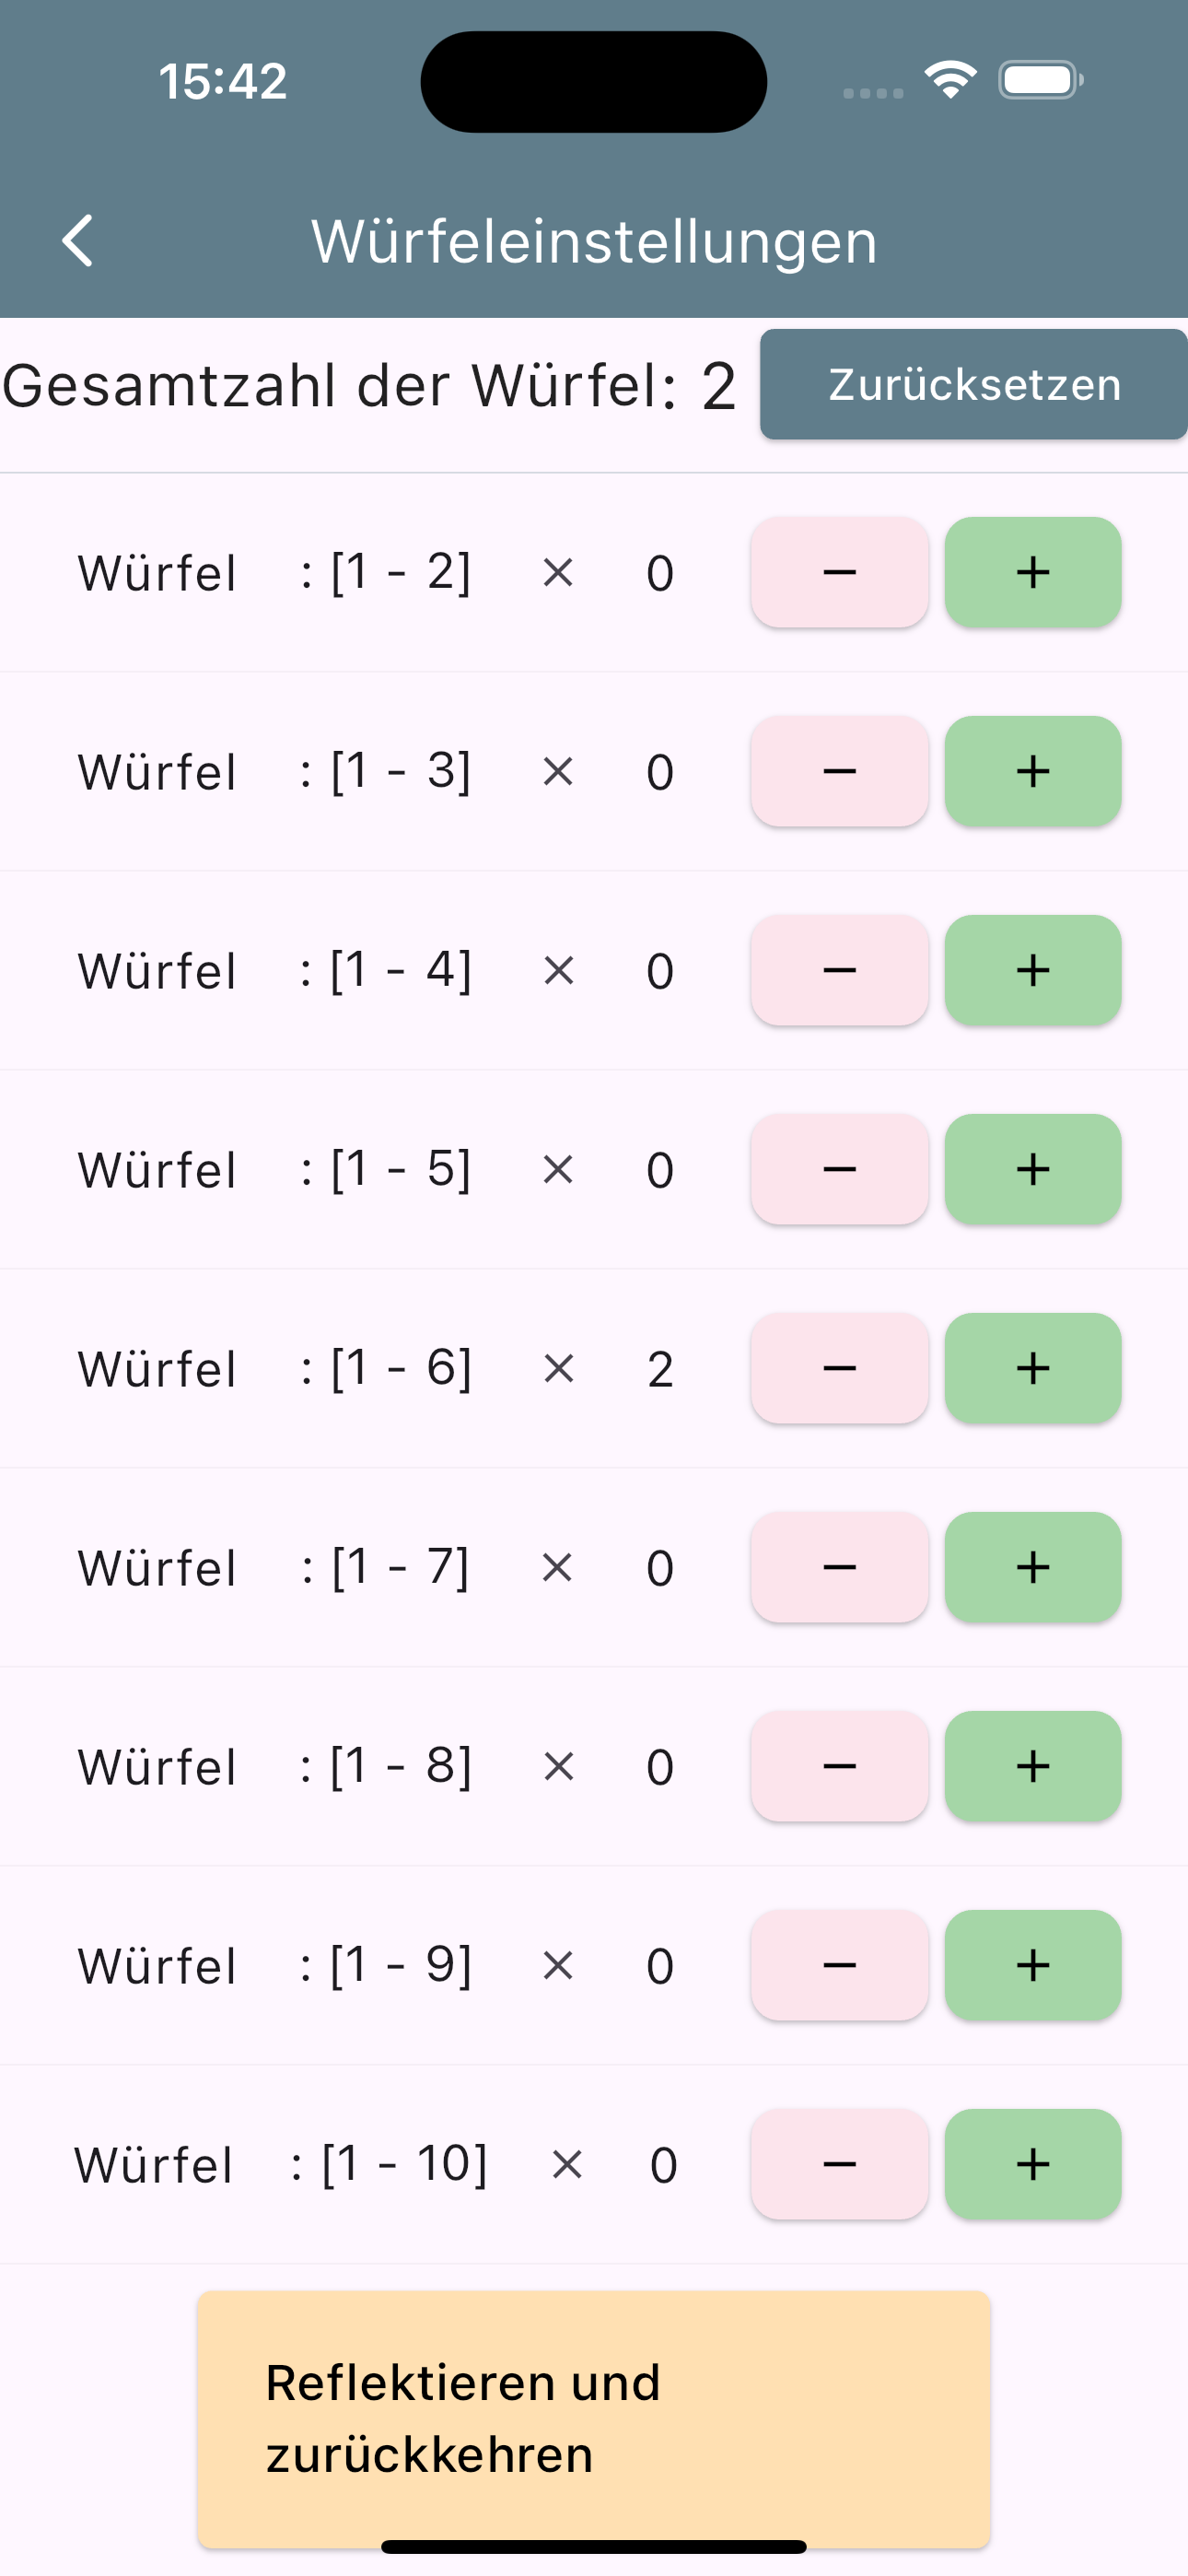 15:42
Würfeleinstellungen
Gesamtzahl der Würfel: 2 Zurücksetzen
Würfel : [1 - 2] × 0 − +
Würfel : [1 - 3] × 0 − +
Würfel : [1 - 4] × 0 − +
Würfel : [1 - 5] × 0 − +
Würfel : [1 - 6] × 2 − +
Würfel : [1 - 7] × 0 − +
Würfel : [1 - 8] × 0 − +
Würfel : [1 - 9] × 0 − +
Würfel : [1 - 10] × 0 − +
Reflektieren und
zurückkehren